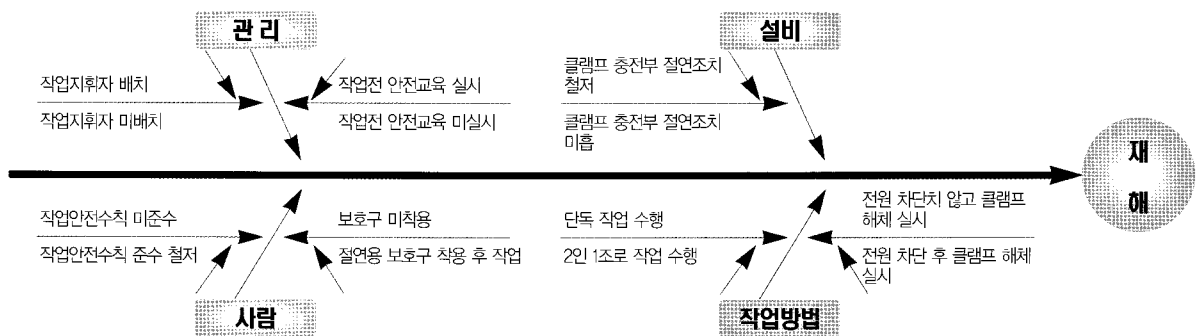 관리
설비
작업지휘자 배치
작업지휘자 미배치
작업전 안전교육 실시
작업전 안전교육 미실시
클램프 충전부 절연조치
철저
클램프 충전부 절연조치
미흡
재
해
작업안전수칙 미준수
작업안전수칙 준수 철저
보호구 미착용
절연용 보호구 착용 후 작업
단독 작업 수행
2인 1조로 작업 수행
전원 차단치 않고 클램프
해체 실시
전원 차단 후 클램프 해체
실시
사람
작업방법